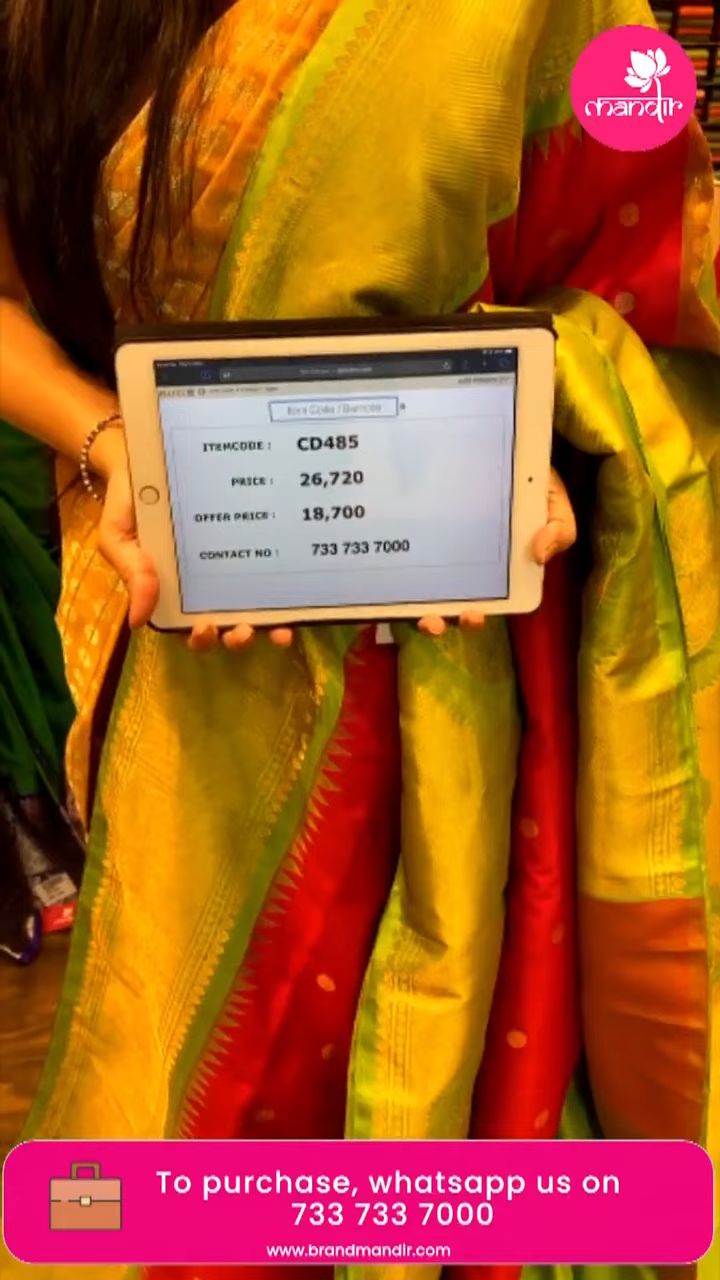 mandir
Item Code / Barcode
ITEMCODE : CD485
PRICE : 26,720
OFFER PRICE : 18,700
CONTACT NO : 733 733 7000
To purchase, whatsapp us on
733 733 7000
www.brandmandir.com